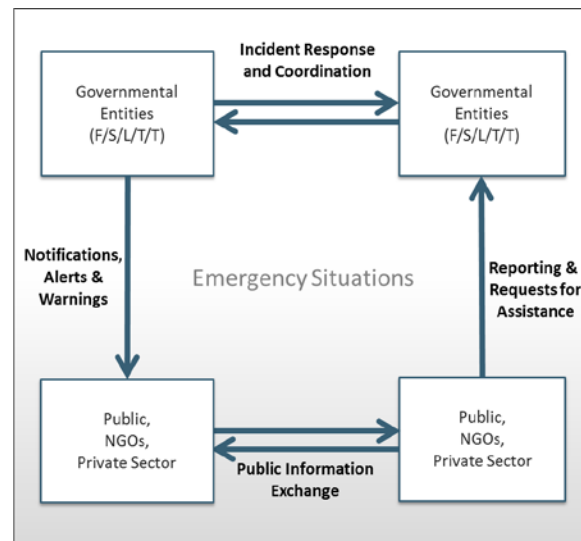 Incident Response
and Coordination
Governmental
Entities
(F/S/L/T/T)
Governmental
Entities
(F/S/L/T/T)
Notifications,
Alerts &
Warnings
Emergency Situations
Reporting &
Requests for
Assistance
Public,
NGOs,
Private Sector
Public,
NGOs,
Private Sector
Public Information
Exchange